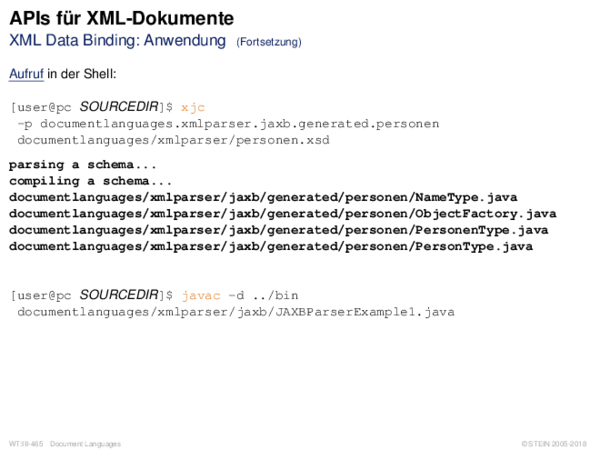 APIs für XML-Dokumente
XML Data Binding: Anwendung (Fortsetzung)
Aufruf in der Shell:
[user@pc SOURCEDIR]$ xjc
-p documentlanguages.xmlparser.jaxb.generated.personen
documentlanguages/xmlparser/personen.xsd
parsing a schema...
compiling a schema...
documentlanguages/xmlparser/jaxb/generated/personen/NameType.java
documentlanguages/xmlparser/jaxb/generated/personen/ObjectFactory.java
documentlanguages/xmlparser/jaxb/generated/personen/PersonenType.java
documentlanguages/xmlparser/jaxb/generated/personen/PersonType.java
[user@pc SOURCEDIR]$ javac -d ../bin
documentlanguages/xmlparser/jaxb/JAXBParserExample1.java
WT:III-465 Document Languages
© STEIN 2005-2018